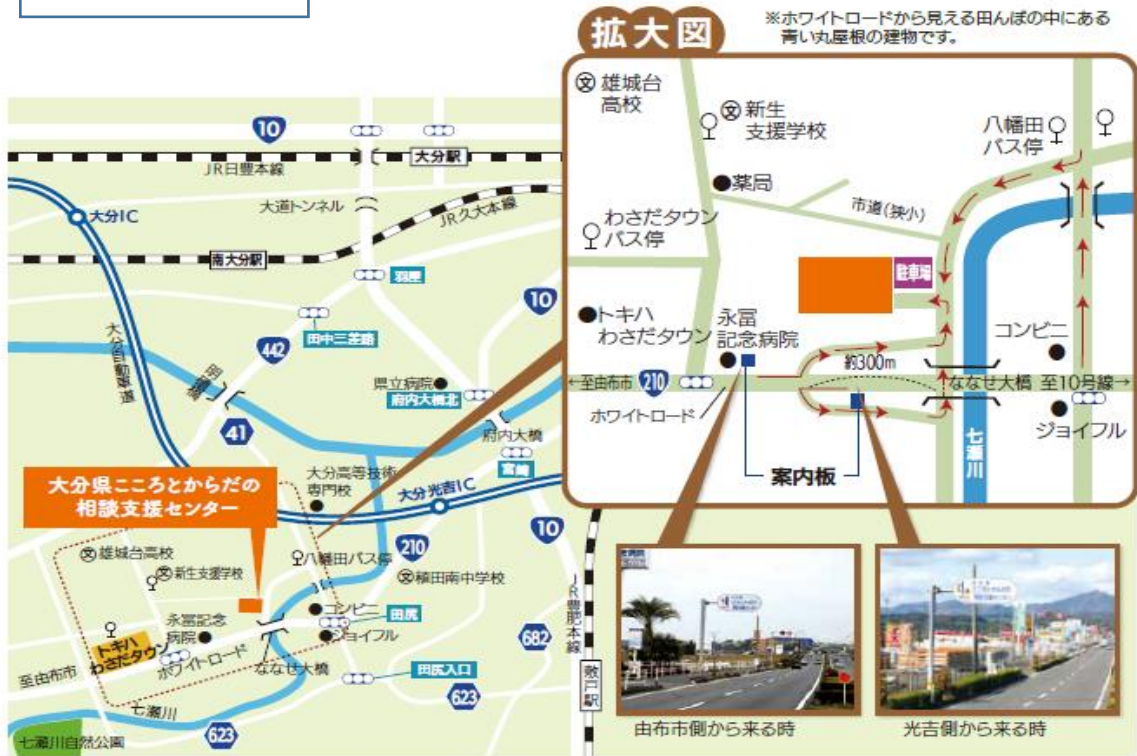 拡大図
※ホワイトロードから見える田んぼの中にある
青い丸屋根の建物です。
文 雄城台
高校
文 新生
支援学校
八幡田
バス停
薬局
市道(狭小)
わさだタウン
バス停
駐車場
トキハ
わさだタウン
永冨
記念病院
コンビニ
約300m
←至由布市 210
ななせ大橋 至10号線→
ホワイトロード
ジョイフル
七瀬川
案内板
由布市側から来る時
光吉側から来る時
10
大分駅
JR日豊本線
大分IC
大道トンネル
JR久大本線
南大分駅
羽屋
10
田中三差路
大分自動車道
442
県立病院
府内大橋北
41
府内大橋
宮崎
大分県こころとからだの
相談支援センター
大分高等技術
専門校
大分光吉IC
10
210
文 雄城台高校
八幡田バス停
文 新生支援学校
文 稙田南中学校
JR豊肥本線
永冨記念
病院
コンビニ
田尻
ジョイフル
トキハ
わさだタウン
ホワイトロード
ななせ大橋
682
至由布市
田尻入口
敷戸駅
623
七瀬川
623
七瀬川自然公園